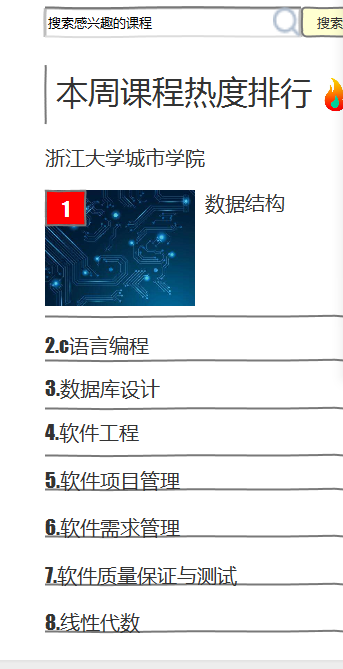 搜索感兴趣的课程
搜索
本周课程热度排行
浙江大学城市学院
1
数据结构
2.c语言编程
3.数据库设计
4.软件工程
5.软件项目管理
6.软件需求管理
7.软件质量保证与测试
8.线性代数